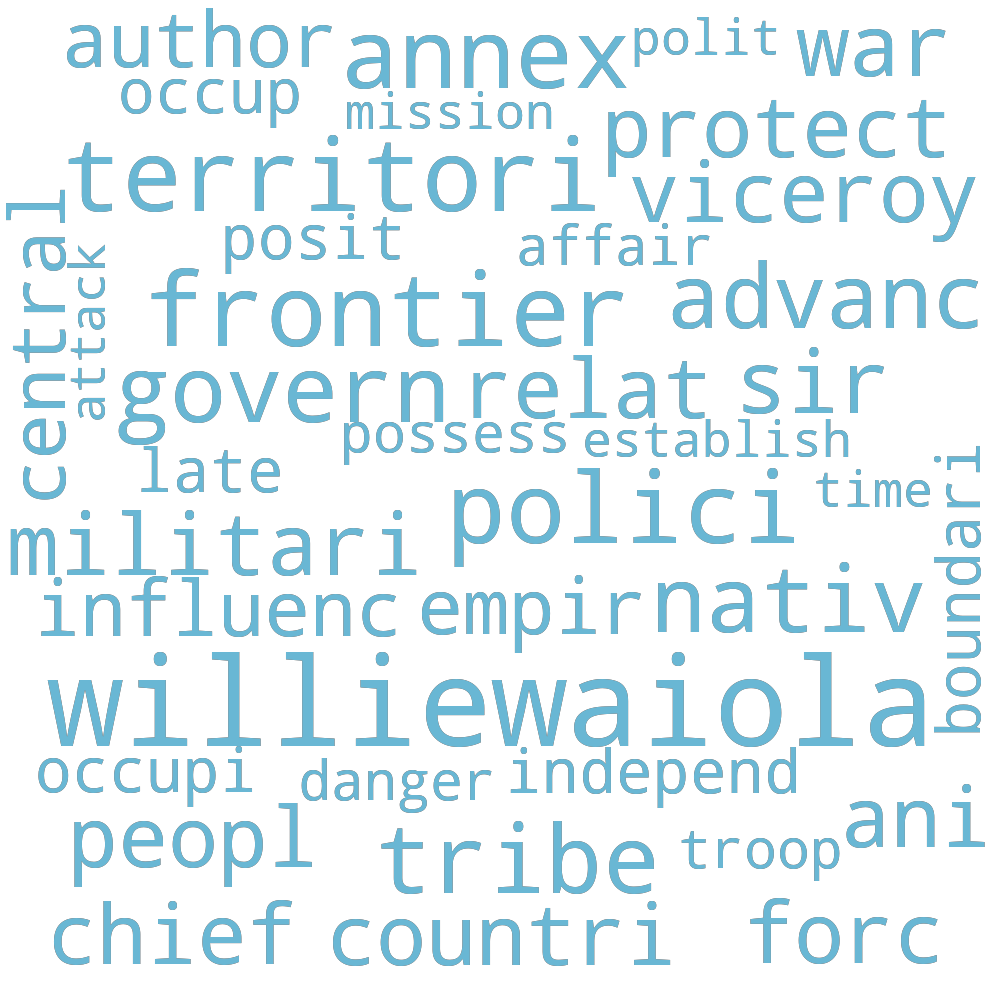 author annex polit war
occup mission protect
territori viceroy
central posit affair
attack frontier advanc
govern relat sir
possess establish
late polici time
militari boundari
influenc empir nativ
williewaiola
occupi danger independ
peopl tribe troop ani
chief countri forc